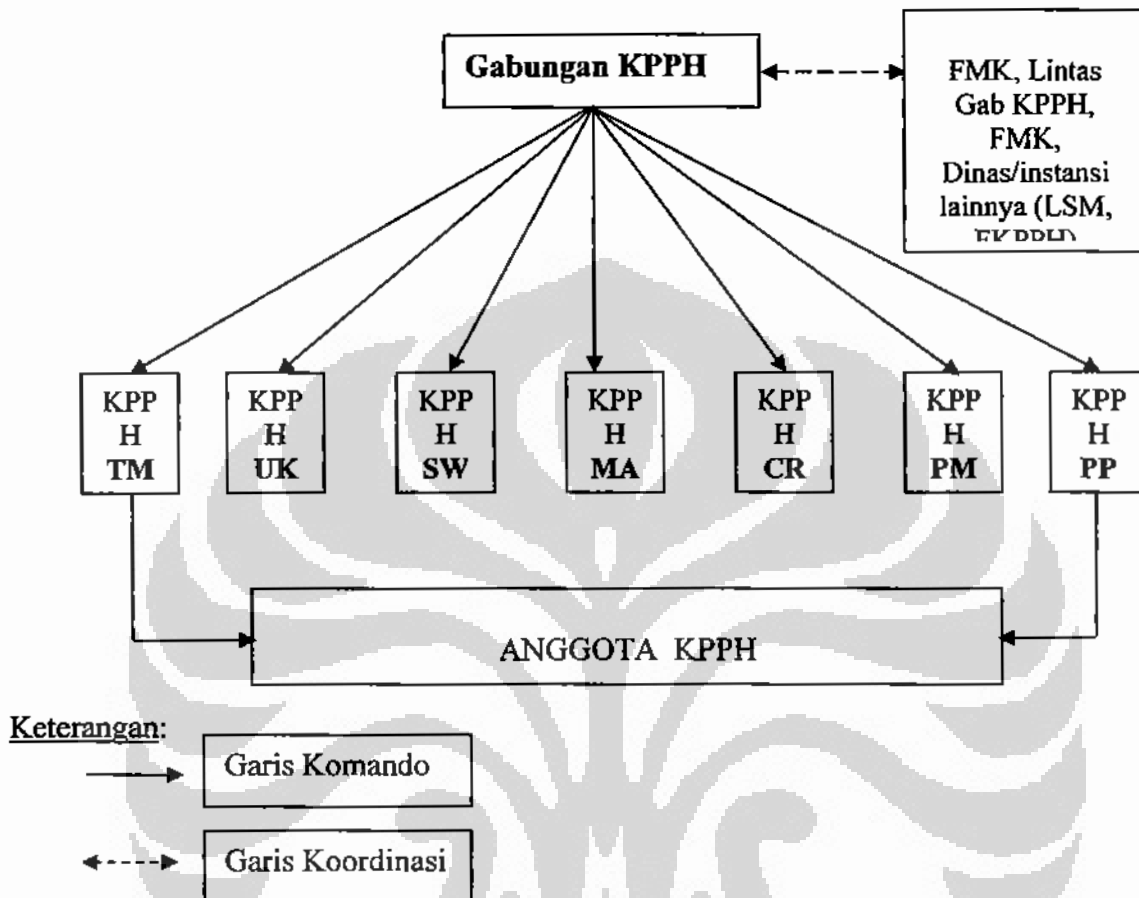 Gabungan KPPH
FMK, Lintas
Gab KPPH,
FMK,
Dinas/instansi
lainnya (LSM,
FKPPH)
KPP
H
TM
KPP
H
UK
KPP
H
SW
KPP
H
MA
KPP
H
CR
KPP
H
PM
KPP
H
PP
ANGGOTA KPPH
Keterangan:
Garis Komando
Garis Koordinasi